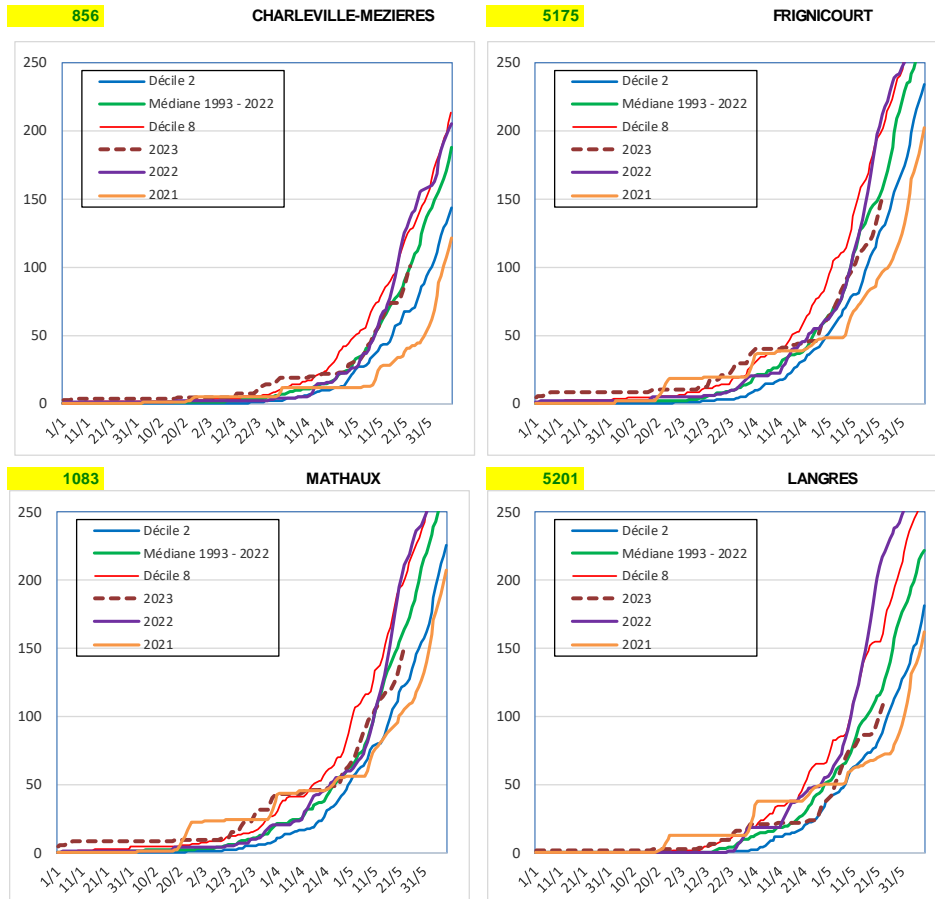 856 CHARLEVILLE-MEZIERES
250
200
150
100
50
0
Décile 2
Médiane 1993 - 2022
Décile 8
2023
2022
2021
1/1 11/1 21/1 31/1 10/2 20/2 2/3 12/3 22/3 1/4 11/4 21/4 1/5 11/5 21/5 31/5
5175 FRIGNICOURT
250
200
150
100
50
0
Décile 2
Médiane 1993 - 2022
Décile 8
2023
2022
2021
1/1 11/1 21/1 31/1 10/2 20/2 2/3 12/3 22/3 1/4 11/4 21/4 1/5 11/5 21/5 31/5
1083 MATHAUX
250
200
150
100
50
0
Décile 2
Médiane 1993 - 2022
Décile 8
2023
2022
2021
1/1 11/1 21/1 31/1 10/2 20/2 2/3 12/3 22/3 1/4 11/4 21/4 1/5 11/5 21/5 31/5
5201 LANGRES
250
200
150
100
50
0
Décile 2
Médiane 1993 - 2022
Décile 8
2023
2022
2021
1/1 11/1 21/1 31/1 10/2 20/2 2/3 12/3 22/3 1/4 11/4 21/4 1/5 11/5 21/5 31/5